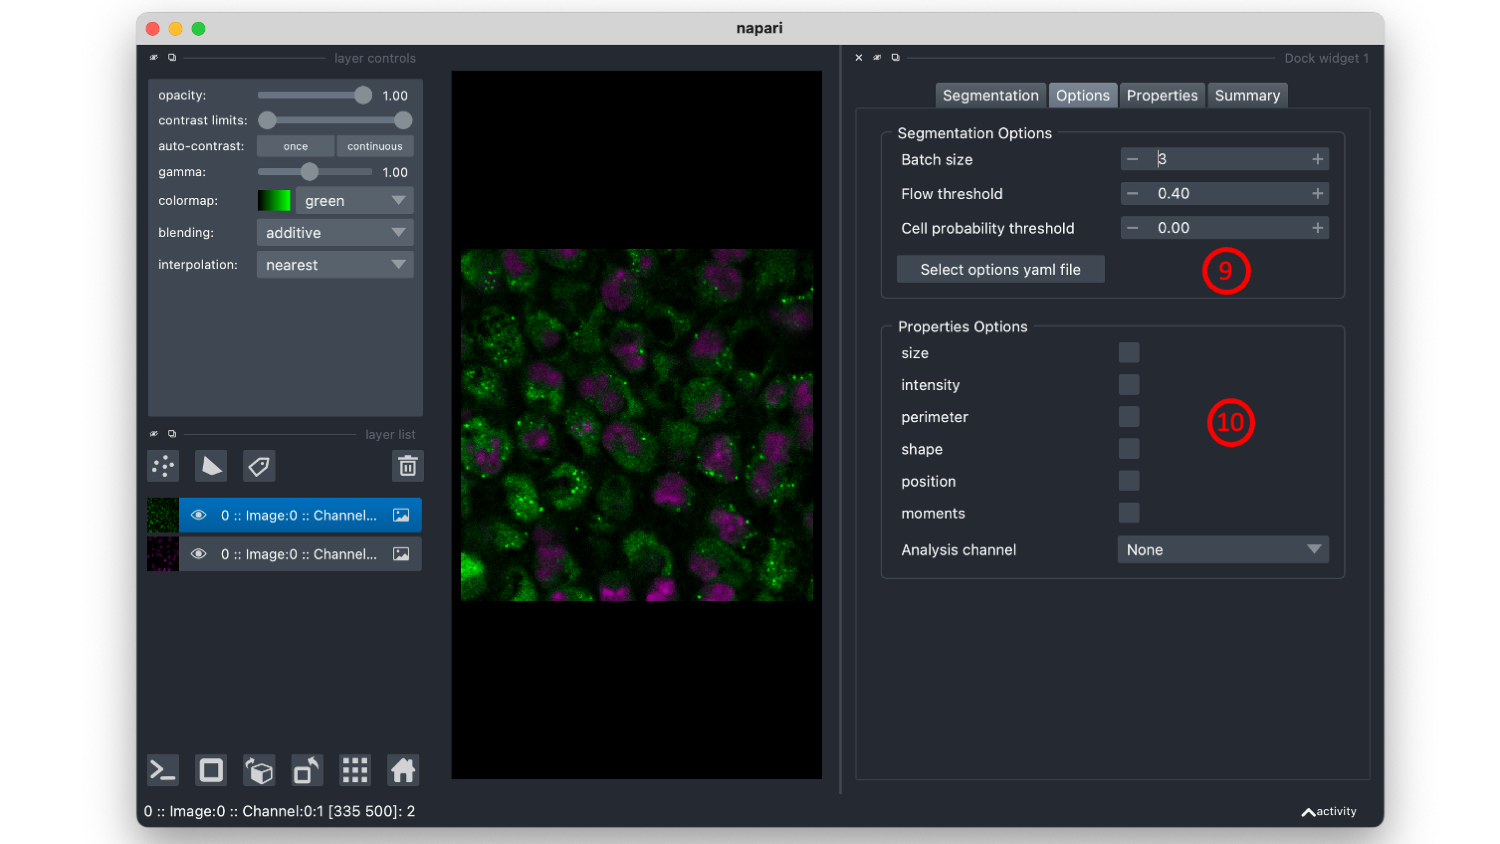 napari
layer controls
opacity: 1.00
contrast limits:
auto-contrast: once continuous
gamma: 1.00
colormap: green
blending: additive
interpolation: nearest
layer list
0 :: Image:0 :: Channel...
0 :: Image:0 :: Channel...
0 :: Image:0 :: Channel:0:1 [335 500]: 2
Dock widget 1
Segmentation Options Properties Summary
Segmentation Options
Batch size 3
Flow threshold 0.40
Cell probability threshold 0.00
Select options yaml file
9
Properties Options
size
intensity
perimeter
10
shape
position
moments
Analysis channel None
activity